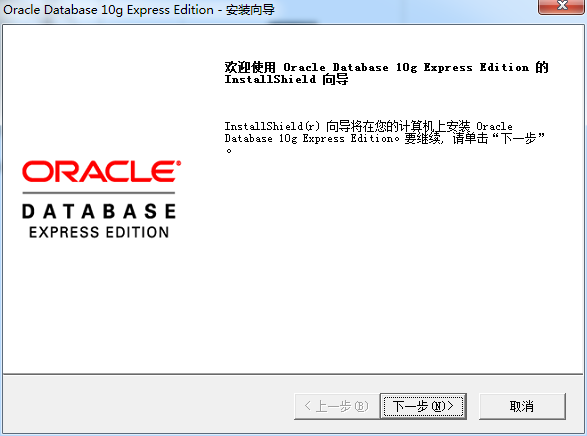 Oracle Database 10g Express Edition - 安装向导
欢迎使用 Oracle Database 10g Express Edition 的
InstallShield 向导
InstallShield(r) 向导将在您的计算机上安装 Oracle
Database 10g Express Edition。要继续, 请单击“下一步”
。
ORACLE®
DATABASE
EXPRESS EDITION
< 上一步(B)
下一步(N)>
取消